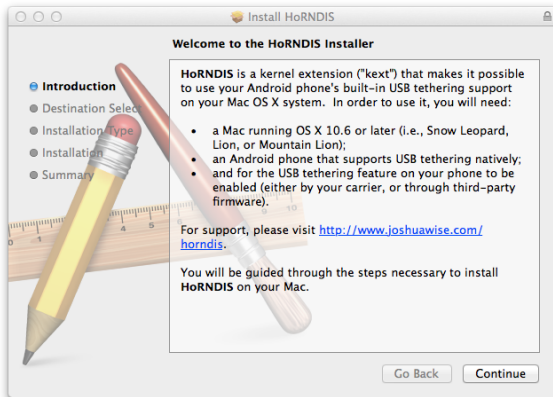 Install HoRNDIS
Welcome to the HoRNDIS Installer
Introduction
Destination Select
Installation Type
Installation
Summary
HoRNDIS is a kernel extension ("kext") that makes it possible
to use your Android phone's built-in USB tethering support
on your Mac OS X system. In order to use it, you will need:
• a Mac running OS X 10.6 or later (i.e., Snow Leopard,
Lion, or Mountain Lion);
• an Android phone that supports USB tethering natively;
• and for the USB tethering feature on your phone to be
enabled (either by your carrier, or through third-party
firmware).
For support, please visit http://www.joshuawise.com/
horndis.
You will be guided through the steps necessary to install
HoRNDIS on your Mac.
Go Back
Continue